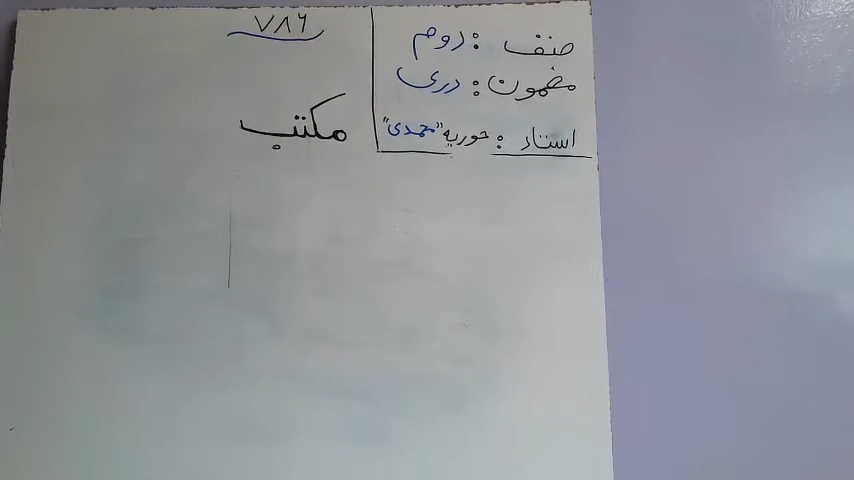 ۷۸۶
صنف : دوم
مضمون : دری
استاد : حوریه "محمدی"
مکتب